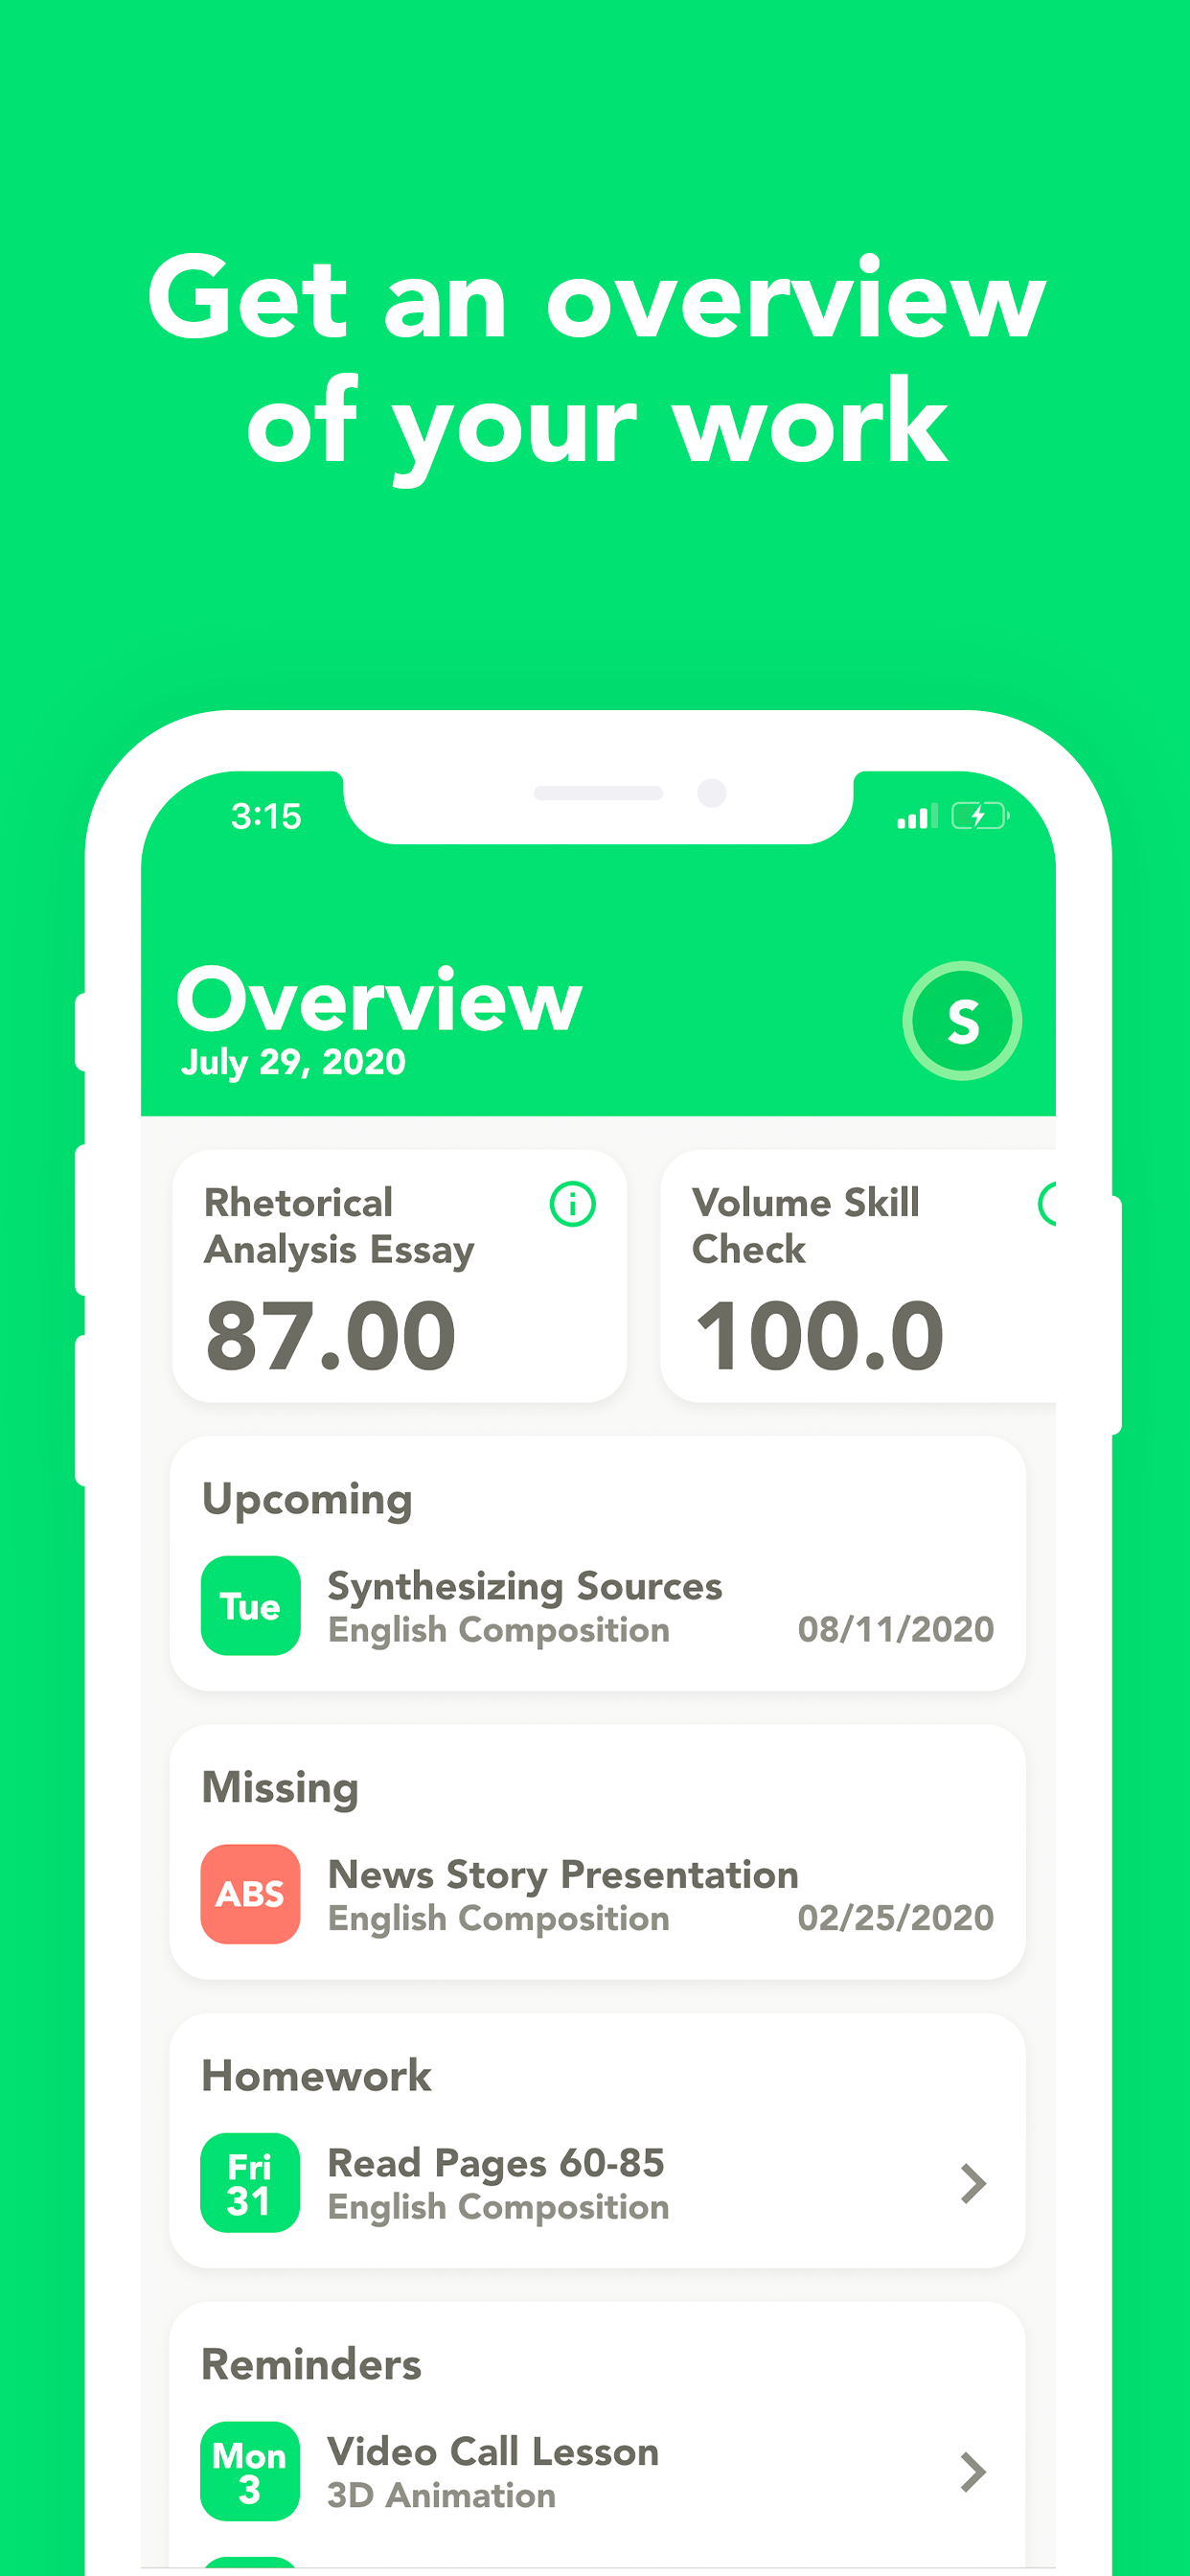 Get an overview
of your work
3:15
Overview
July 29, 2020
S
Rhetorical
Analysis Essay
87.00
Volume Skill
Check
100.0
Upcoming
Tue
Synthesizing Sources
English Composition
08/11/2020
Missing
ABS
News Story Presentation
English Composition
02/25/2020
Homework
Fri
31
Read Pages 60-85
English Composition
Reminders
Mon
3
Video Call Lesson
3D Animation